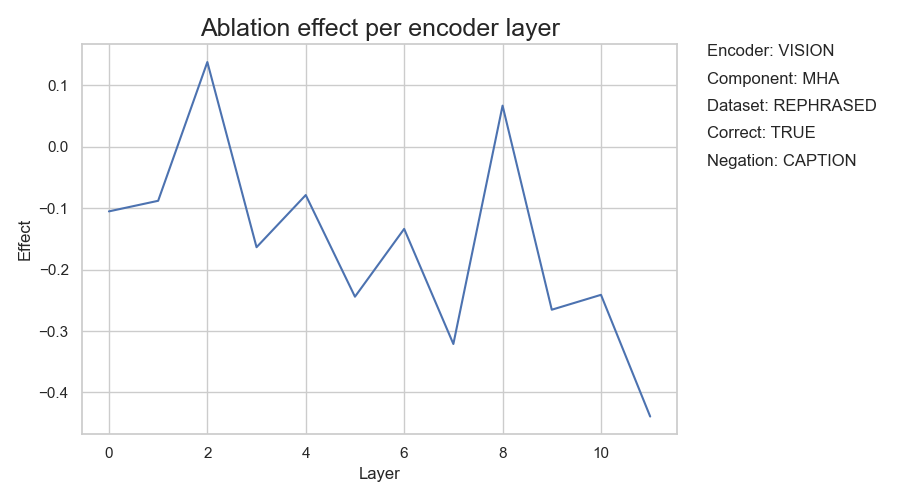 Ablation effect per encoder layer
Encoder: VISION
Component: MHA
Dataset: REPHRASED
Correct: TRUE
Negation: CAPTION
Effect
0.1
0.0
−0.1
−0.2
−0.3
−0.4
0 2 4 6 8 10
Layer